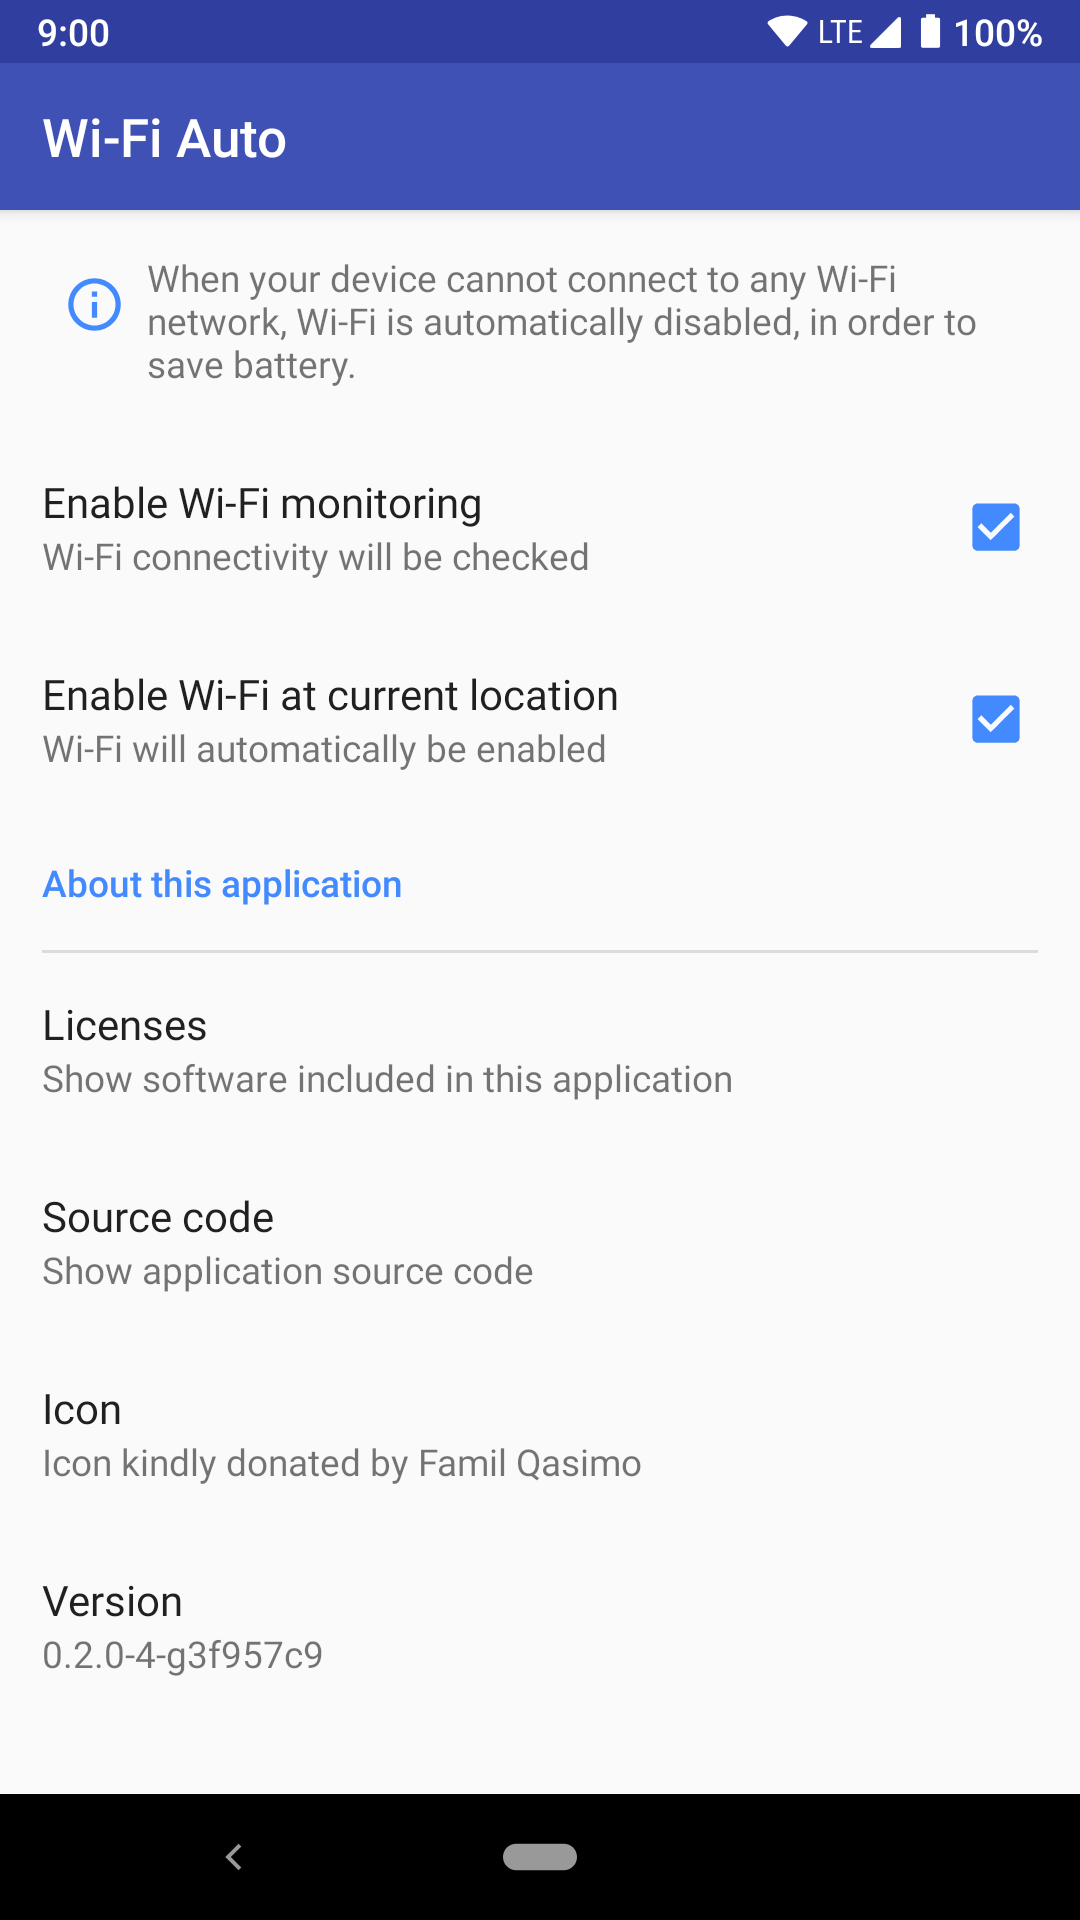 9:00 LTE 100%
Wi-Fi Auto
When your device cannot connect to any Wi-Fi
network, Wi-Fi is automatically disabled, in order to
save battery.
Enable Wi-Fi monitoring
Wi-Fi connectivity will be checked
Enable Wi-Fi at current location
Wi-Fi will automatically be enabled
About this application
Licenses
Show software included in this application
Source code
Show application source code
Icon
Icon kindly donated by Famil Qasimo
Version
0.2.0-4-g3f957c9